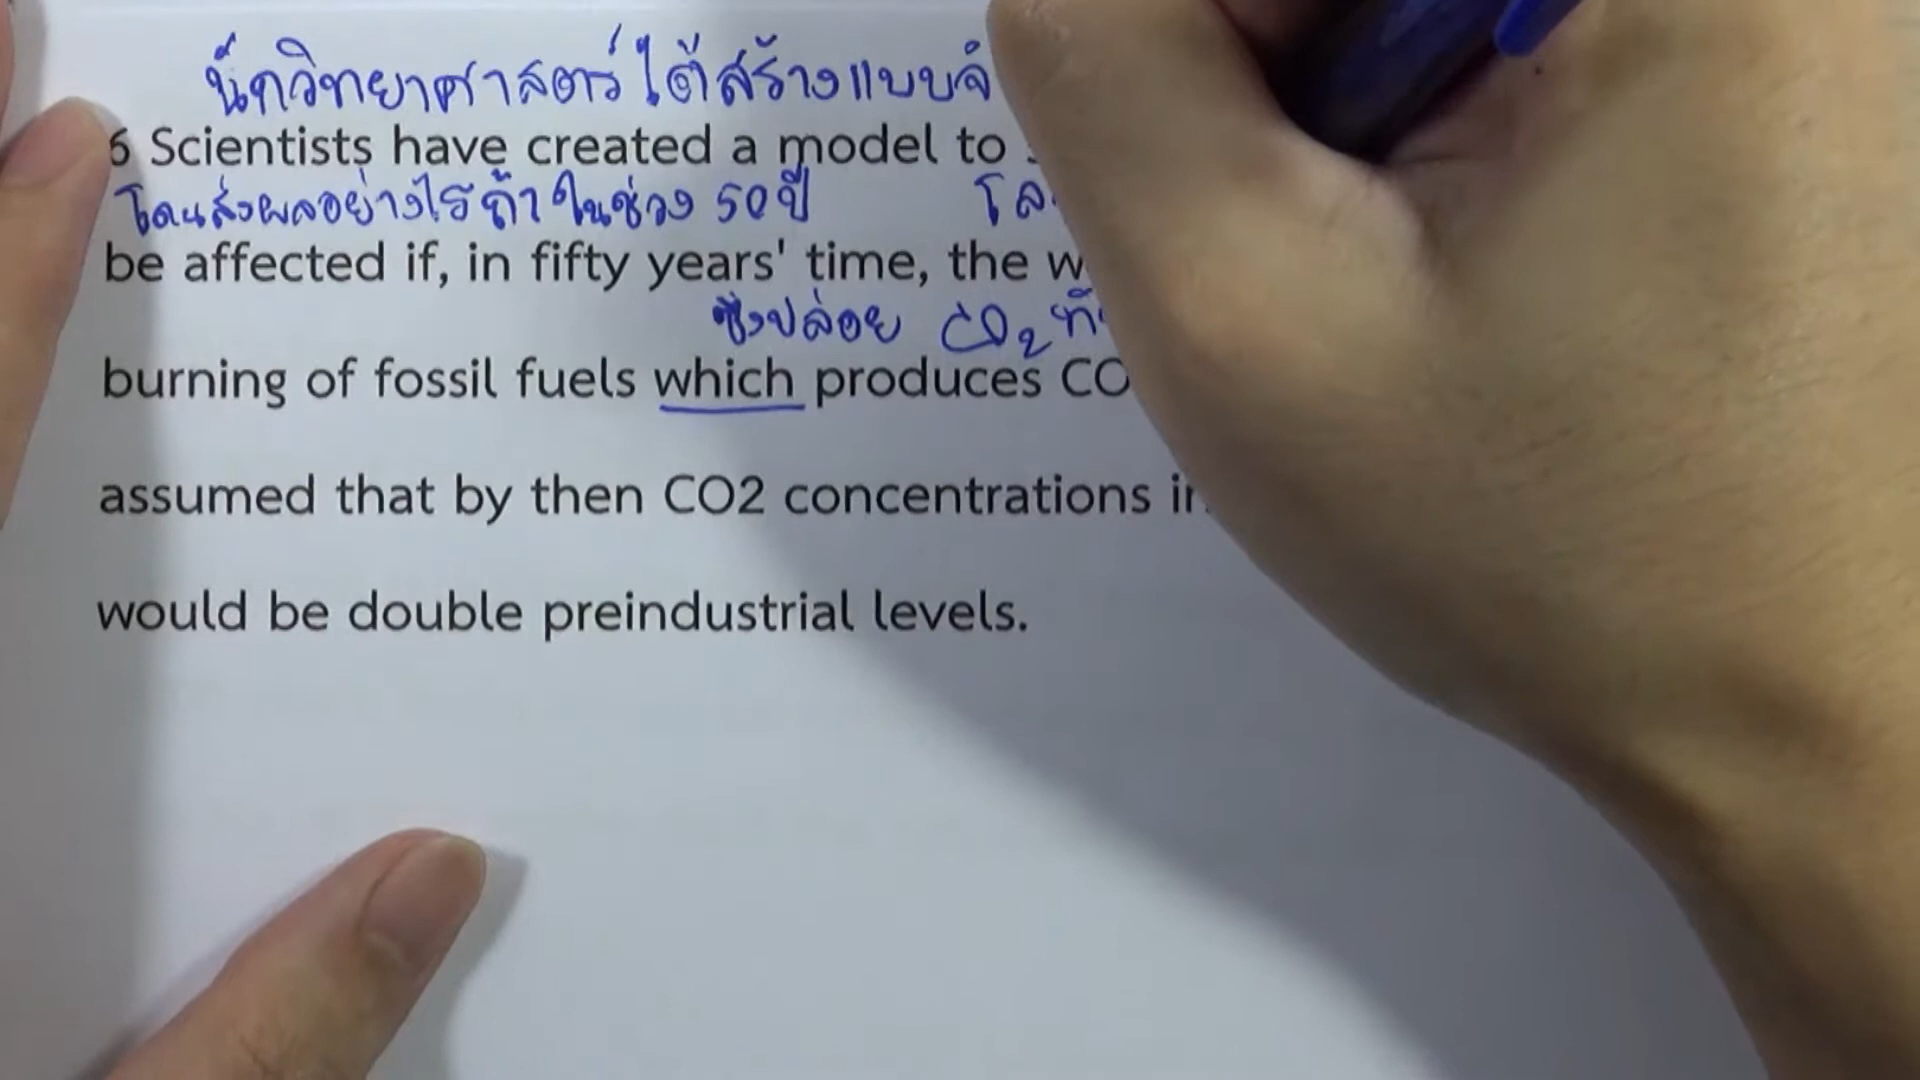 นักวิทยาศาสตร์ได้สร้างแบบจำ
6 Scientists have created a model to
โดนส่งผลอย่างไร ถ้า ในช่วง 50 ปี โล
be affected if, in fifty years' time, the
ซึ่งปล่อย CO2 ที่
burning of fossil fuels which produces CO
assumed that by then CO2 concentrations in
would be double preindustrial levels.